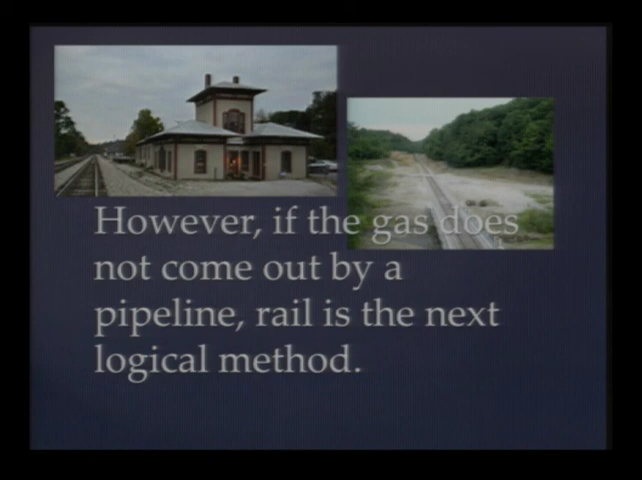 However, if the gas does
not come out by a
pipeline, rail is the next
logical method.